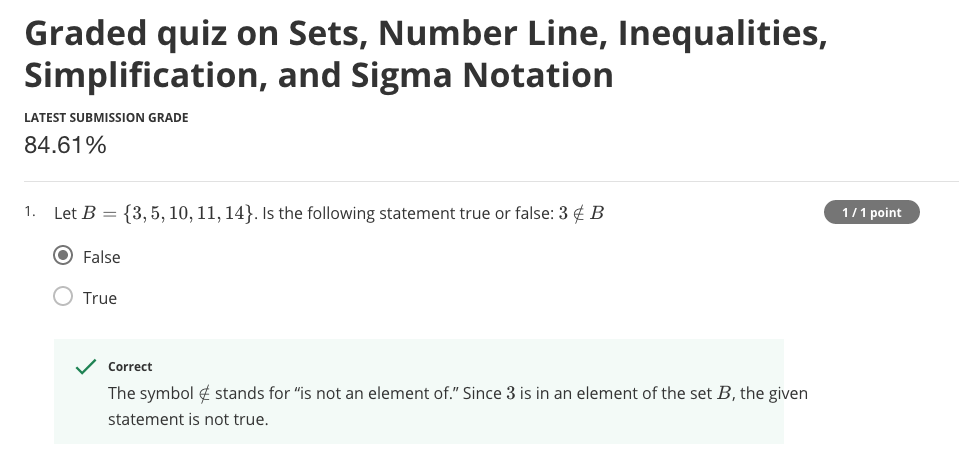 Graded quiz on Sets, Number Line, Inequalities,
Simplification, and Sigma Notation
LATEST SUBMISSION GRADE
84.61%
1. Let B = {3, 5, 10, 11, 14}. Is the following statement true or false: 3 ∉ B
1 / 1 point
False
True
Correct
The symbol ∉ stands for “is not an element of.” Since 3 is in an element of the set B, the given
statement is not true.